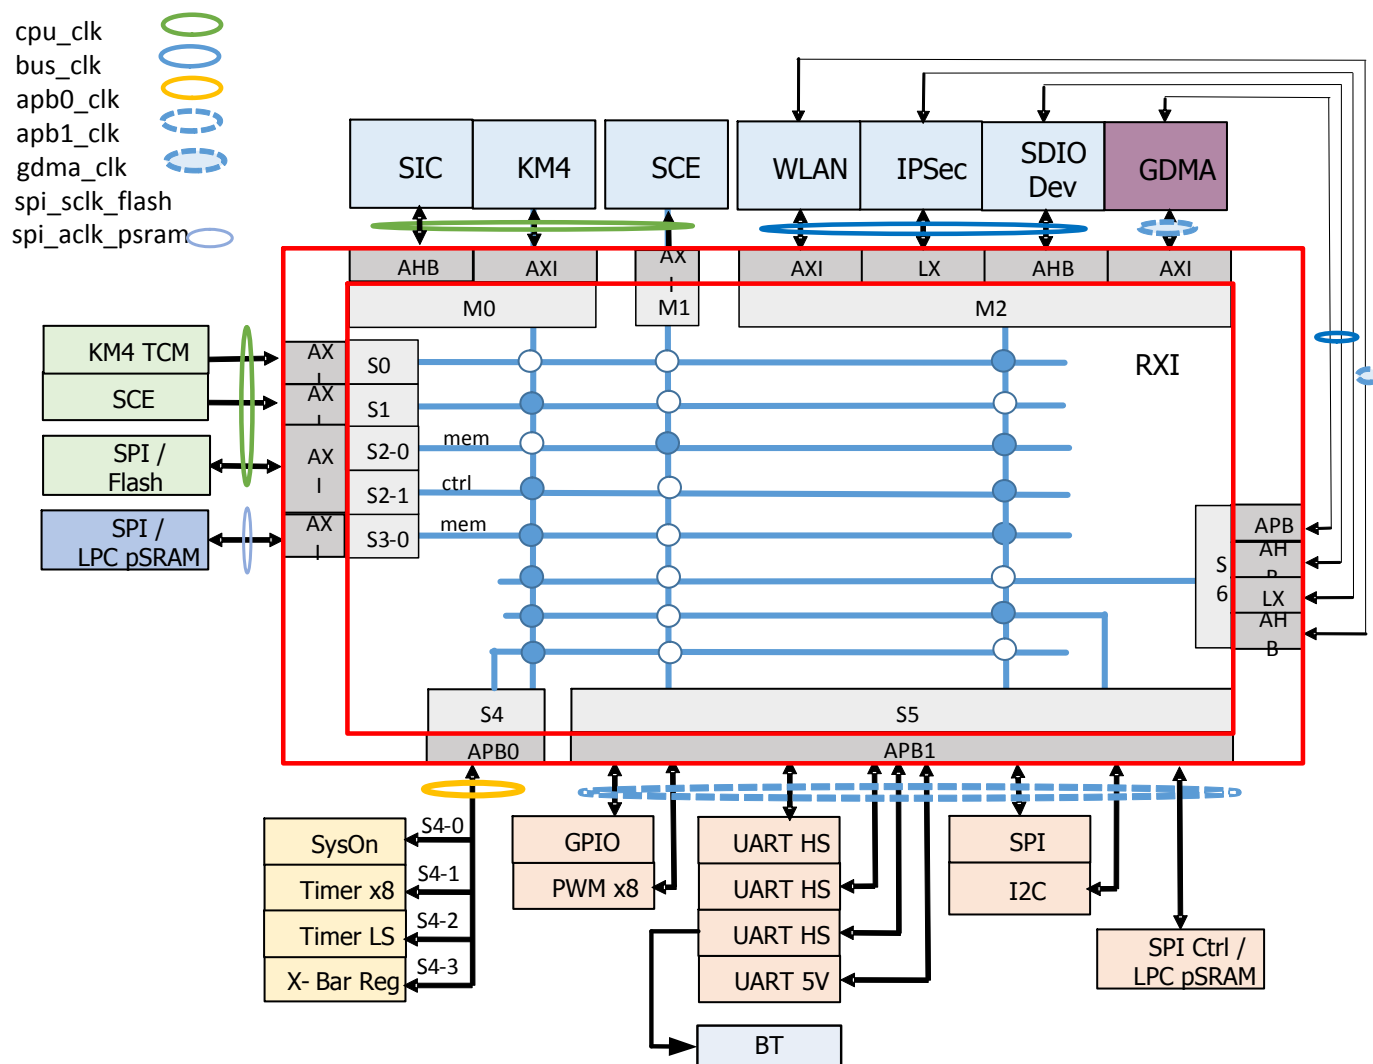 cpu_clk
bus_clk
apb0_clk
apb1_clk
gdma_clk
spi_sclk_flash
spi_aclk_psram
SIC
KM4
SCE
WLAN
IPSec
SDIO
Dev
GDMA
AHB
AXI
AX
I
AXI
LX
AHB
AXI
M0
M1
M2
RXI
KM4 TCM
SCE
SPI /
Flash
SPI /
LPC pSRAM
AX
I
AX
I
AX
I
AX
I
S0
S1
S2-0
S2-1
S3-0
mem
ctrl
mem
S
6
APB
AH
B
LX
AH
B
S4
APB0
S5
APB1
S4-0
S4-1
S4-2
S4-3
SysOn
Timer x8
Timer LS
X- Bar Reg
GPIO
PWM x8
UART HS
UART HS
UART HS
UART 5V
BT
SPI
I2C
SPI Ctrl /
LPC pSRAM